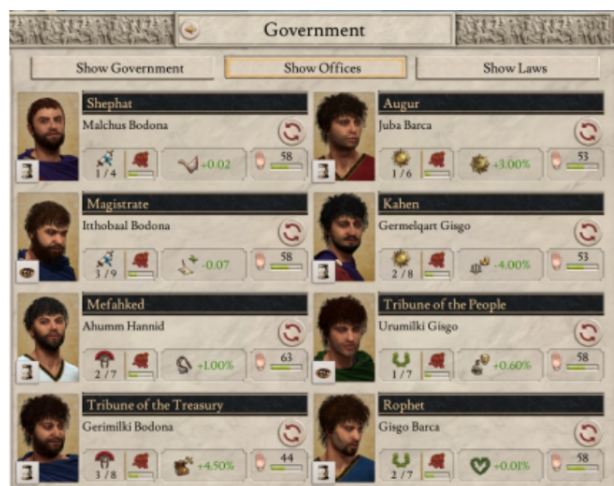 Government
Show Government
Show Offices
Show Laws
Shephat
Malchus Bodona
1/4
+0.02
58
Augur
Juba Barca
1/6
+3.00%
53
Magistrate
Itthobaal Bodona
3/9
-0.07
58
Kahen
Germelqart Gisgo
2/8
-4.00%
53
Mefahked
Ahumm Hannid
2/7
+1.00%
63
Tribune of the People
Urumilki Gisgo
1/7
+0.60%
58
Tribune of the Treasury
Gerimilki Bodona
3/8
+4.50%
44
Rophet
Gisgo Barca
2/7
+0.01%
58